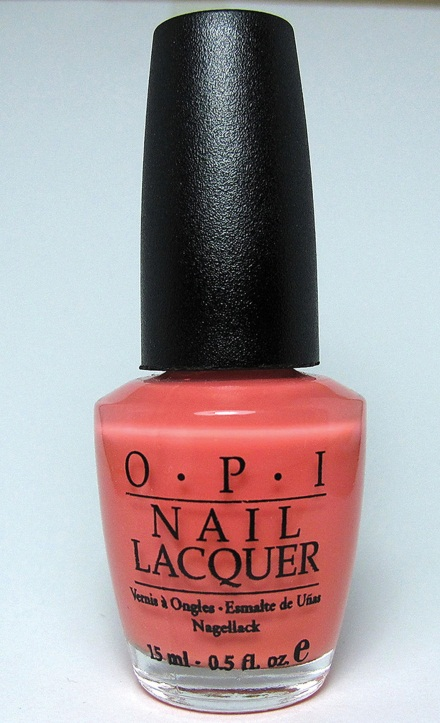 O · P · I
NAIL
LACQUER
Vernis à Ongles · Esmalte de Uñas
Nagellack
15 ml - 0.5 fl. oz. e